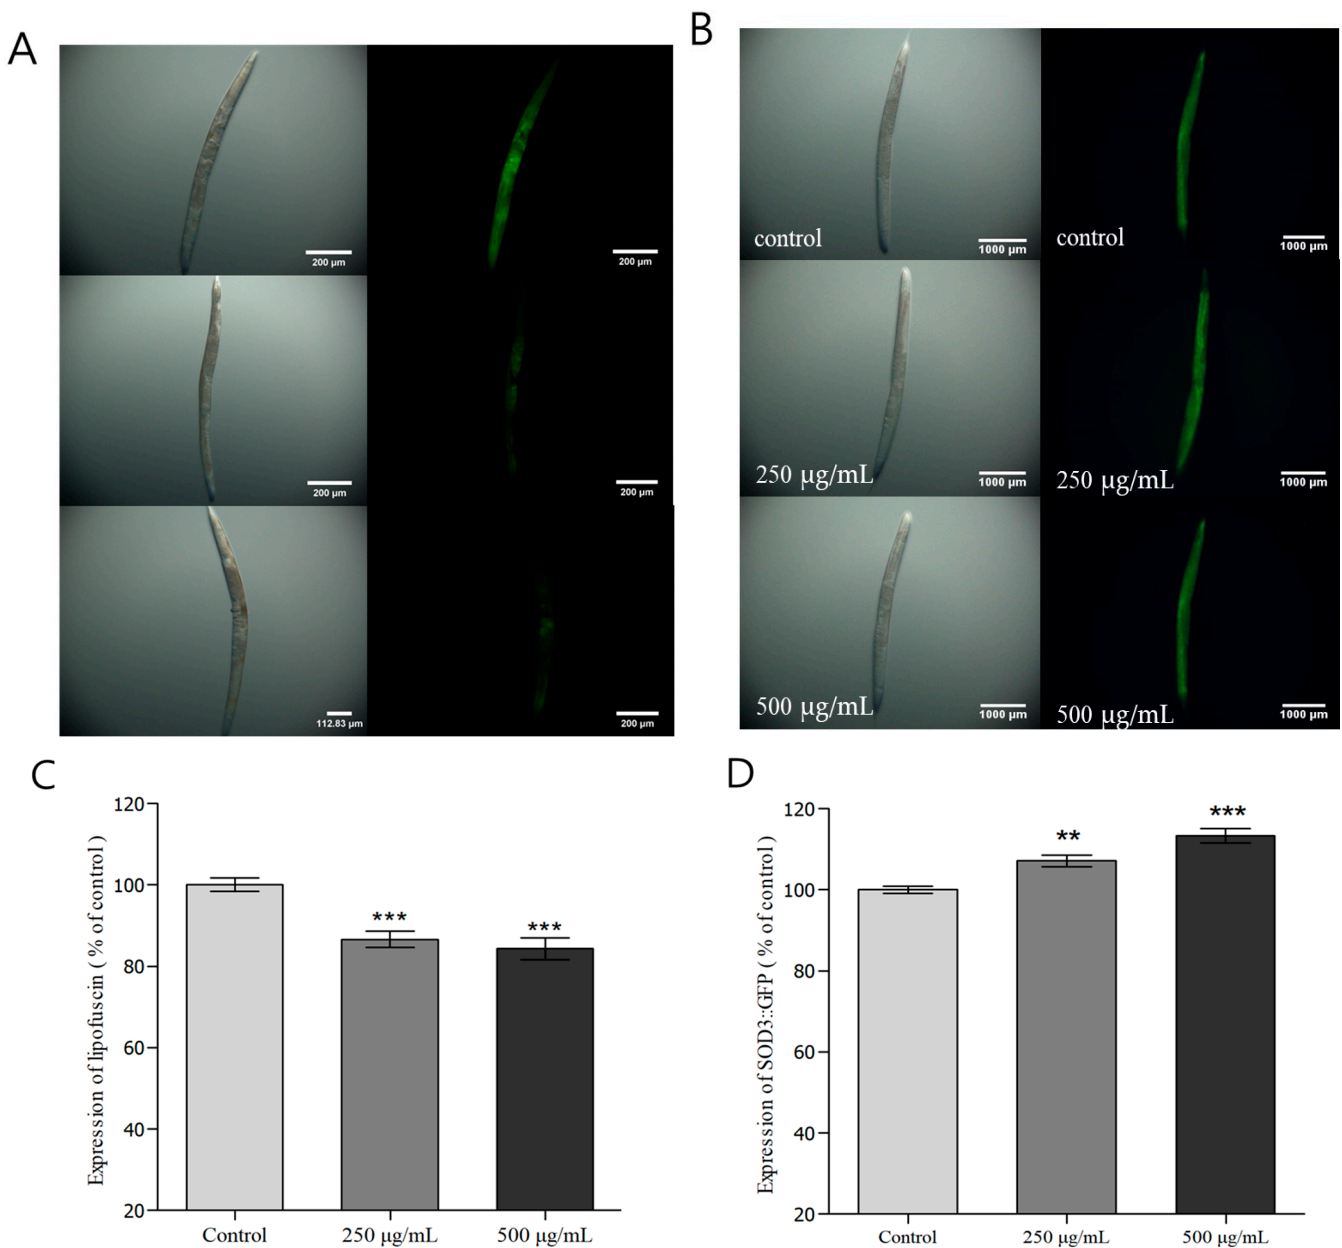 A
200 µm
200 µm
200 µm
200 µm
112.83 µm
200 µm
B
control
1000 µm
control
1000 µm
250 µg/mL
1000 µm
250 µg/mL
1000 µm
500 µg/mL
1000 µm
500 µg/mL
1000 µm
C
Expression of lipofuscin ( % of control )
120
100
80
60
40
20
***
***
Control
250 µg/mL
500 µg/mL
D
Expression of SOD3::GFP ( % of control )
120
100
80
60
40
20
**
***
Control
250 µg/mL
500 µg/mL